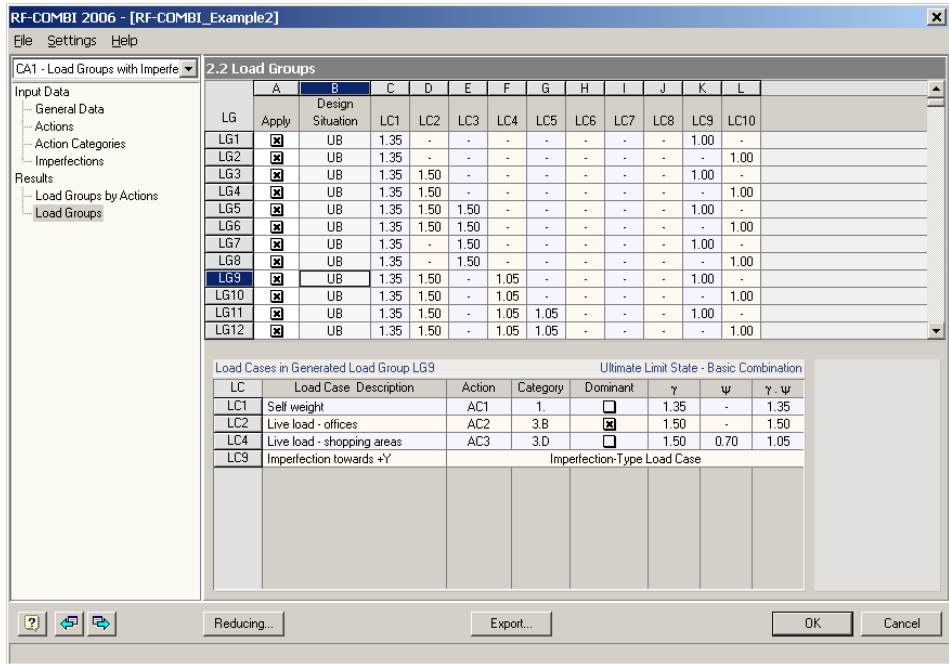 RF-COMBI 2006 - [RF-COMBI_Example2]
File Settings Help
CA1 - Load Groups with Imperfe
Input Data
General Data
Actions
Action Categories
Imperfections
Results
Load Groups by Actions
Load Groups
2.2 Load Groups
A B C D E F G H I J K L
LG Apply Design Situation LC1 LC2 LC3 LC4 LC5 LC6 LC7 LC8 LC9 LC10
LG1 UB 1.35 - - - - - - - 1.00 -
LG2 UB 1.35 - - - - - - - - 1.00
LG3 UB 1.35 1.50 - - - - - - 1.00 -
LG4 UB 1.35 1.50 - - - - - - - 1.00
LG5 UB 1.35 1.50 1.50 - - - - - 1.00 -
LG6 UB 1.35 1.50 1.50 - - - - - - 1.00
LG7 UB 1.35 - 1.50 - - - - - 1.00 -
LG8 UB 1.35 - 1.50 - - - - - - 1.00
LG9 UB 1.35 1.50 - 1.05 - - - - 1.00 -
LG10 UB 1.35 1.50 - 1.05 - - - - - 1.00
LG11 UB 1.35 1.50 - 1.05 1.05 - - - 1.00 -
LG12 UB 1.35 1.50 - 1.05 1.05 - - - - 1.00
Load Cases in Generated Load Group LG9 Ultimate Limit State - Basic Combination
LC Load Case Description Action Category Dominant γ ψ γ . ψ
LC1 Self weight AC1 1. 1.35 - 1.35
LC2 Live load - offices AC2 3.B 1.50 - 1.50
LC4 Live load - shopping areas AC3 3.D 1.50 0.70 1.05
LC9 Imperfection towards +Y Imperfection-Type Load Case
Reducing... Export... OK Cancel